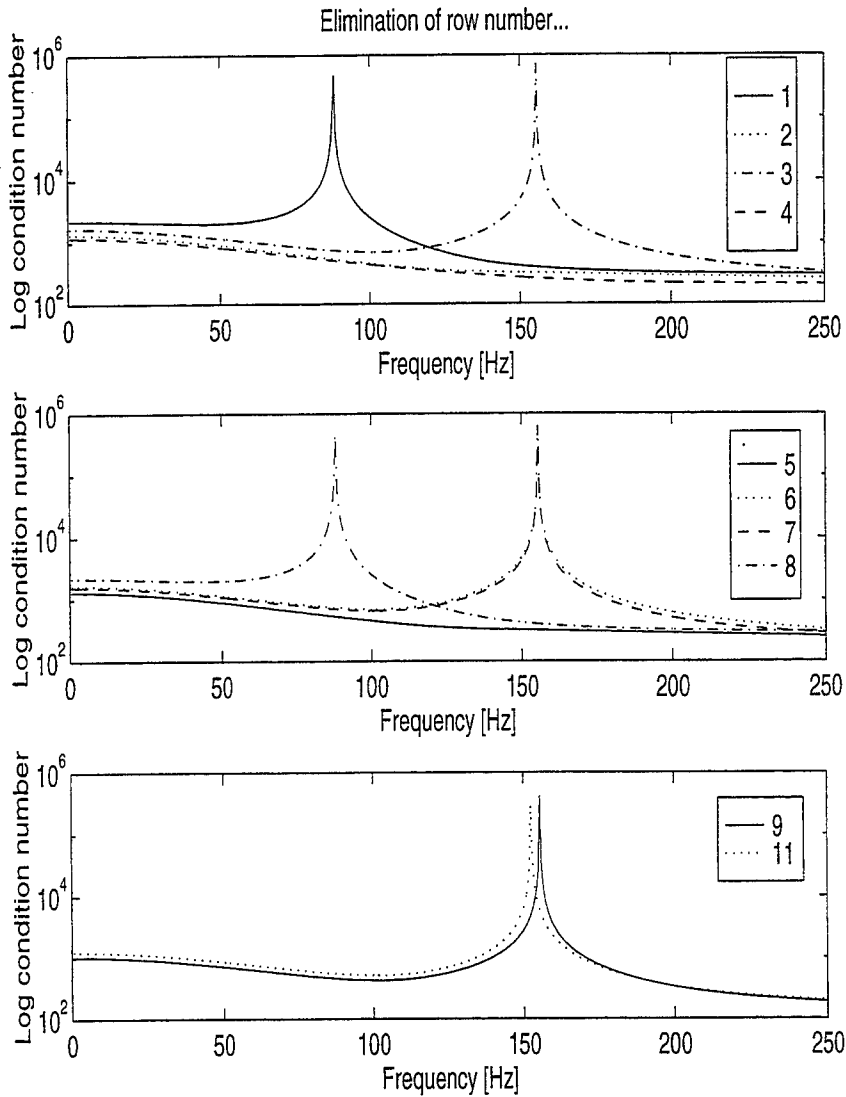 Elimination of row number...
Log condition number
10^6
10^4
10^2
1
2
3
4
0 50 100 150 200 250
Frequency [Hz]
Log condition number
10^6
10^4
10^2
5
6
7
8
0 50 100 150 200 250
Frequency [Hz]
Log condition number
10^6
10^4
10^2
9
11
0 50 100 150 200 250
Frequency [Hz]